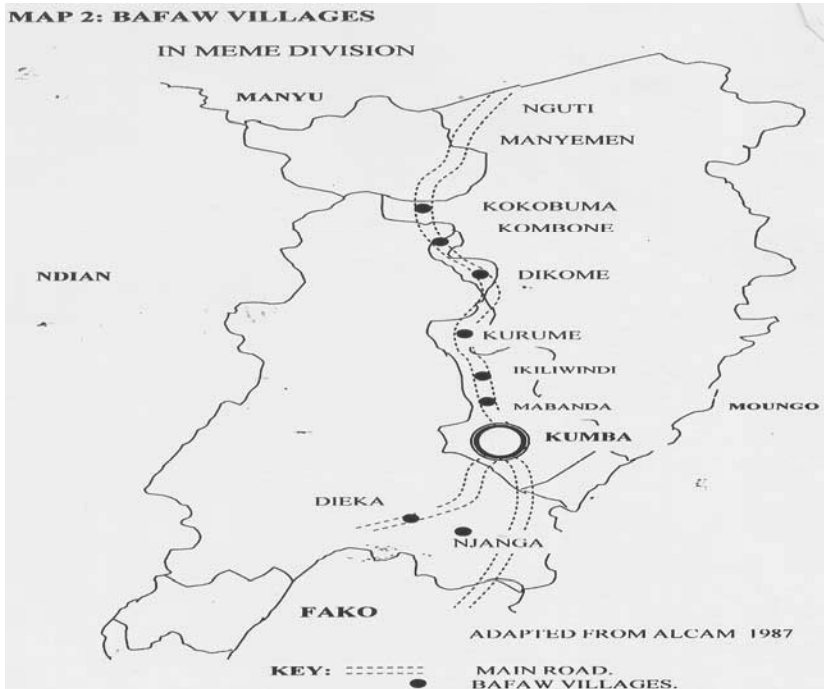 MAP 2: BAFAW VILLAGES
IN MEME DIVISION
MANYU
NGUTI
MANYEMEN
KOKOBUMA
KOMBONE
NDIAN
DIKOME
KURUME
IKILIWINDI
MABANDA
MOUNGO
KUMBA
DIEKA
NJANGA
FAKO
ADAPTED FROM ALCAM 1987
KEY: MAIN ROAD.
BAFAW VILLAGES.